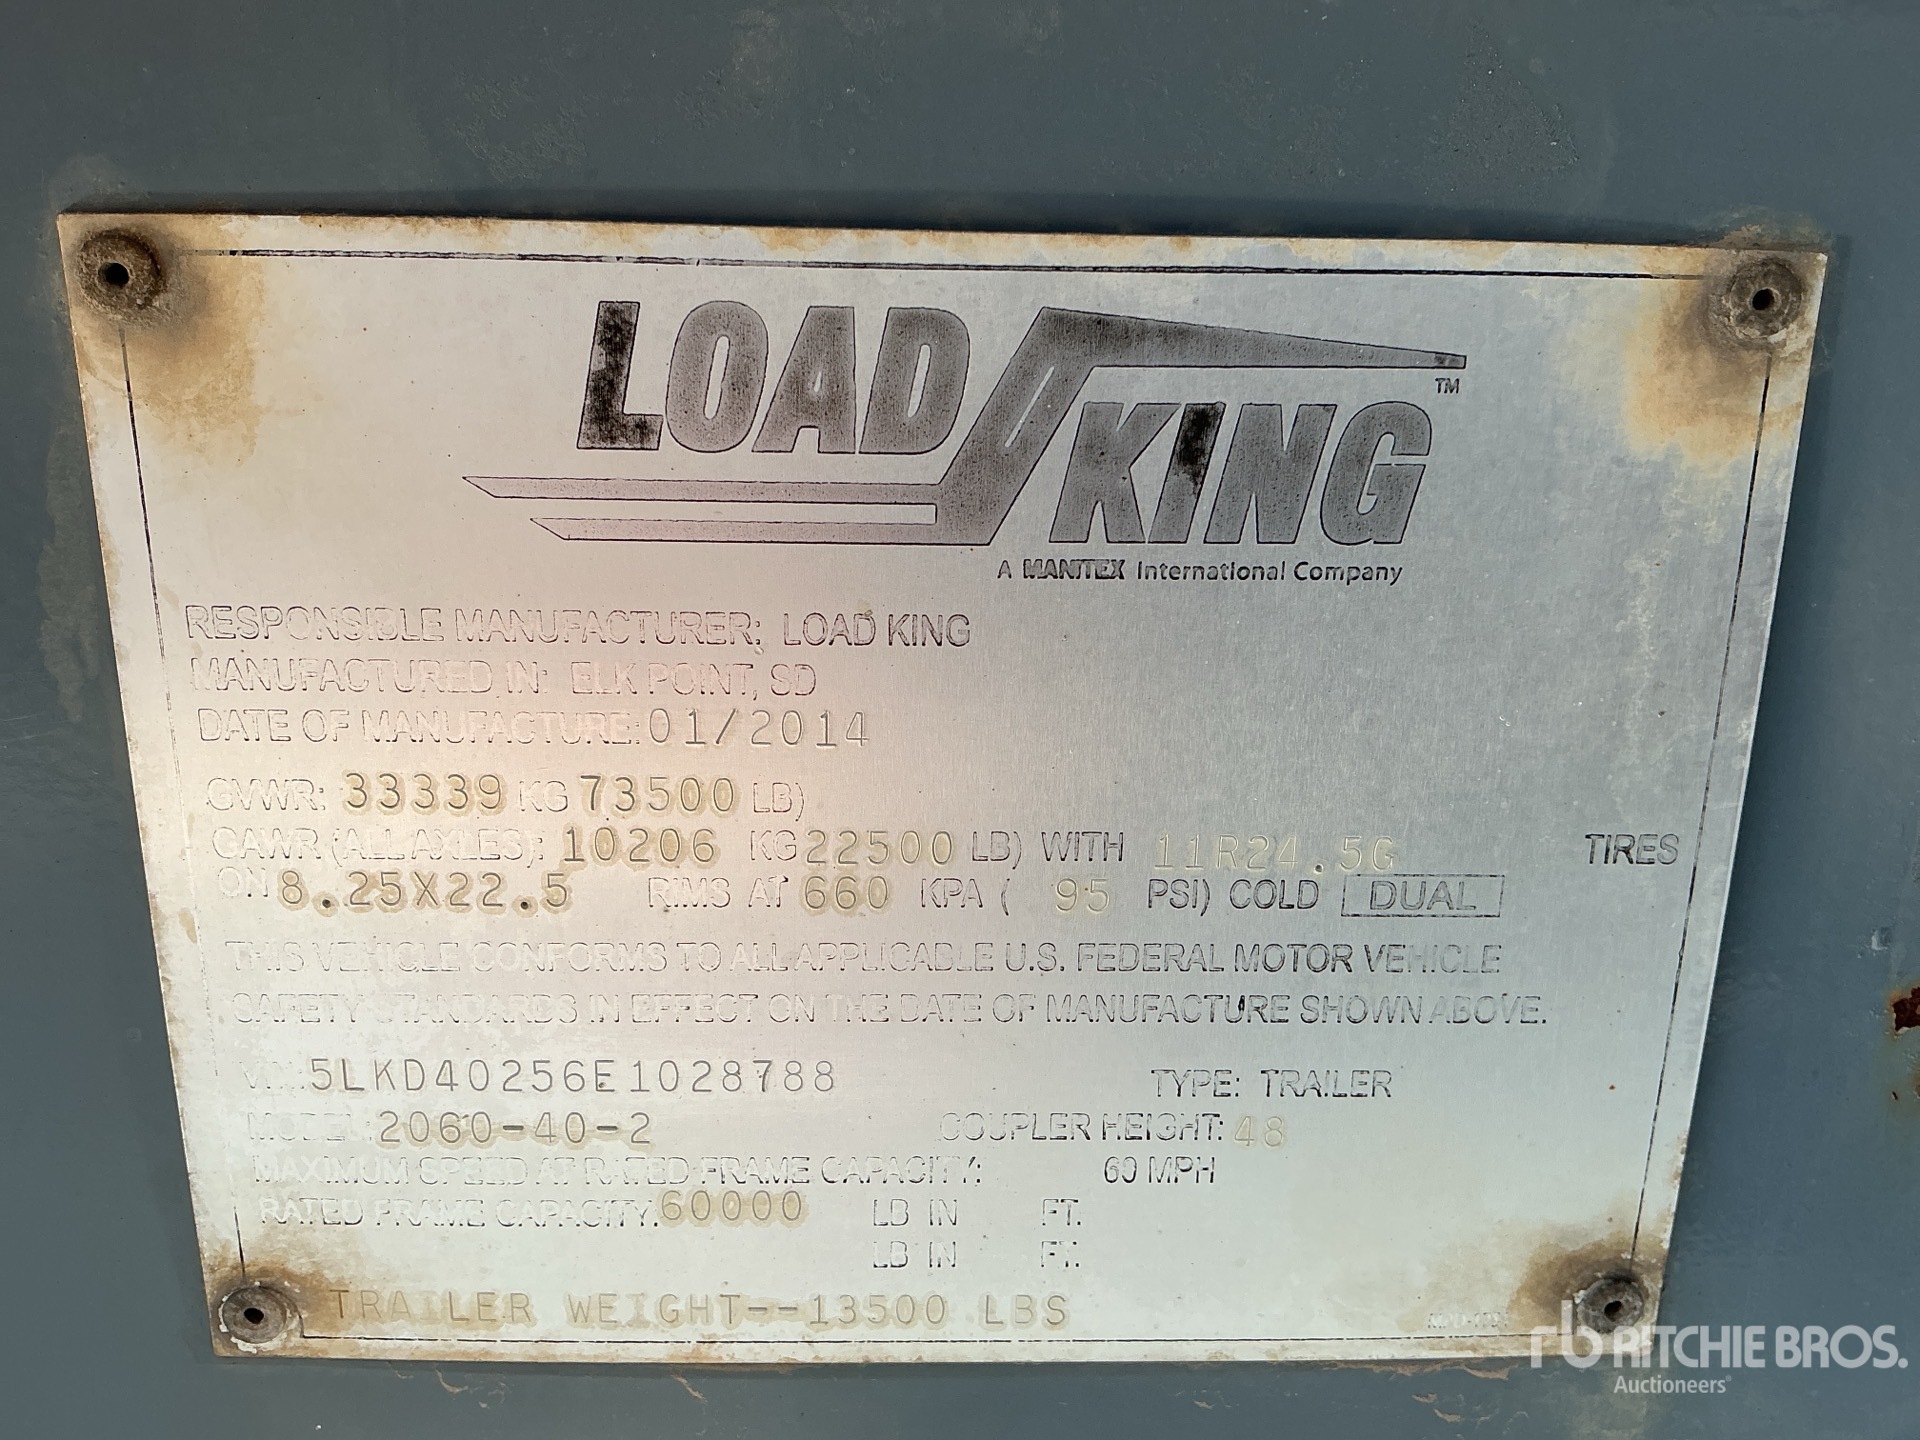 LOAD
KING™
A MANITEX International Company
RESPONSIBLE MANUFACTURER: LOAD KING
MANUFACTURED IN: ELK POINT, SD
DATE OF MANUFACTURE: 01/2014
GVWR: 33339 KG 73500 LB)
GAWR (ALL AXLES): 10206 KG 22500 LB) WITH 11R24.5G TIRES
ON 8.25X22.5 RIMS AT 660 KPA ( 95 PSI) COLD DUAL
THIS VEHICLE CONFORMS TO ALL APPLICABLE U.S. FEDERAL MOTOR VEHICLE
SAFETY STANDARDS IN EFFECT ON THE DATE OF MANUFACTURE SHOWN ABOVE.
VIN: 5LKD40256E1028788 TYPE: TRAILER
MODEL: 2060-40-2 COUPLER HEIGHT: 48
MAXIMUM SPEED AT RATED FRAME CAPACITY: 60 MPH
RATED FRAME CAPACITY: 60000 LB IN FT.
LB IN FT.
TRAILER WEIGHT--13500 LBS
rb RITCHIE BROS.
Auctioneers